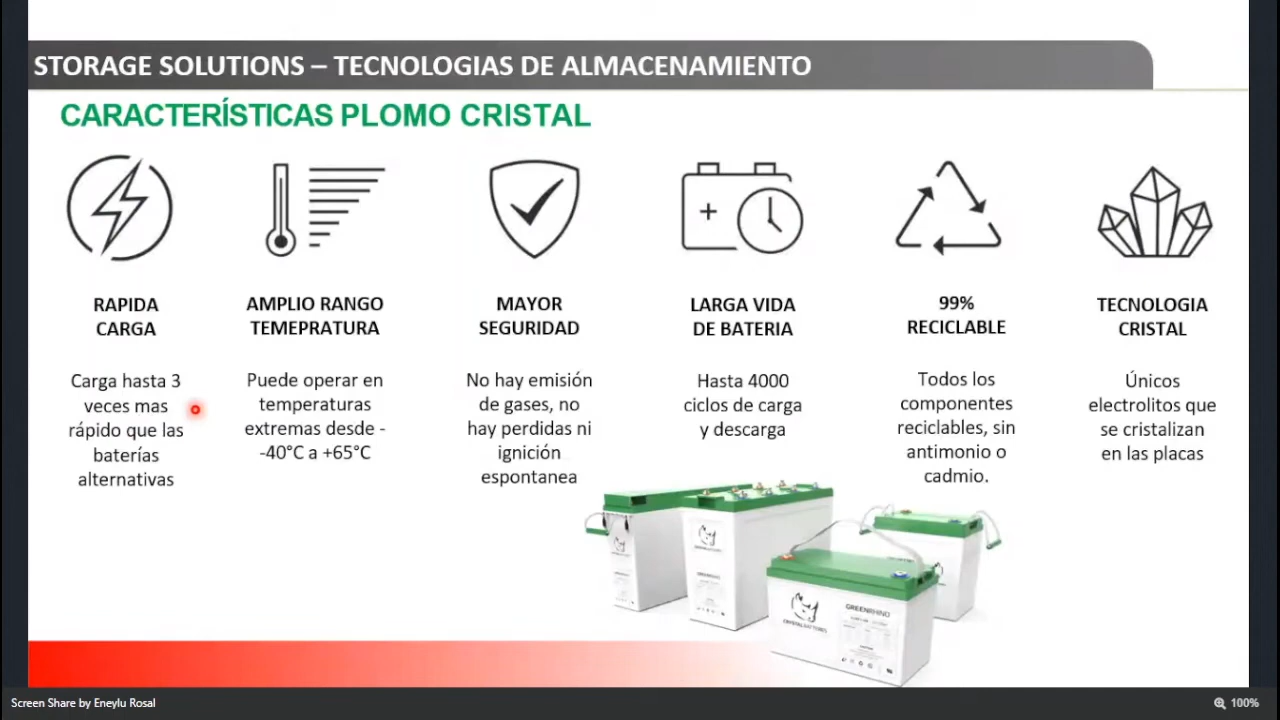 STORAGE SOLUTIONS – TECNOLOGIAS DE ALMACENAMIENTO
CARACTERÍSTICAS PLOMO CRISTAL
RAPIDA
CARGA
Carga hasta 3
veces mas
rápido que las
baterías
alternativas
AMPLIO RANGO
TEMEPRATURA
Puede operar en
temperaturas
extremas desde -
-40°C a +65°C
MAYOR
SEGURIDAD
No hay emisión
de gases, no
hay perdidas ni
ignición
espontanea
LARGA VIDA
DE BATERIA
Hasta 4000
ciclos de carga
y descarga
99%
RECICLABLE
Todos los
componentes
reciclables, sin
antimonio o
cadmio.
TECNOLOGIA
CRISTAL
Únicos
electrolitos que
se cristalizan
en las placas
CRYSTAL BATTERIES
GREENRHINO
Screen Share by Eneylu Rosal
100%